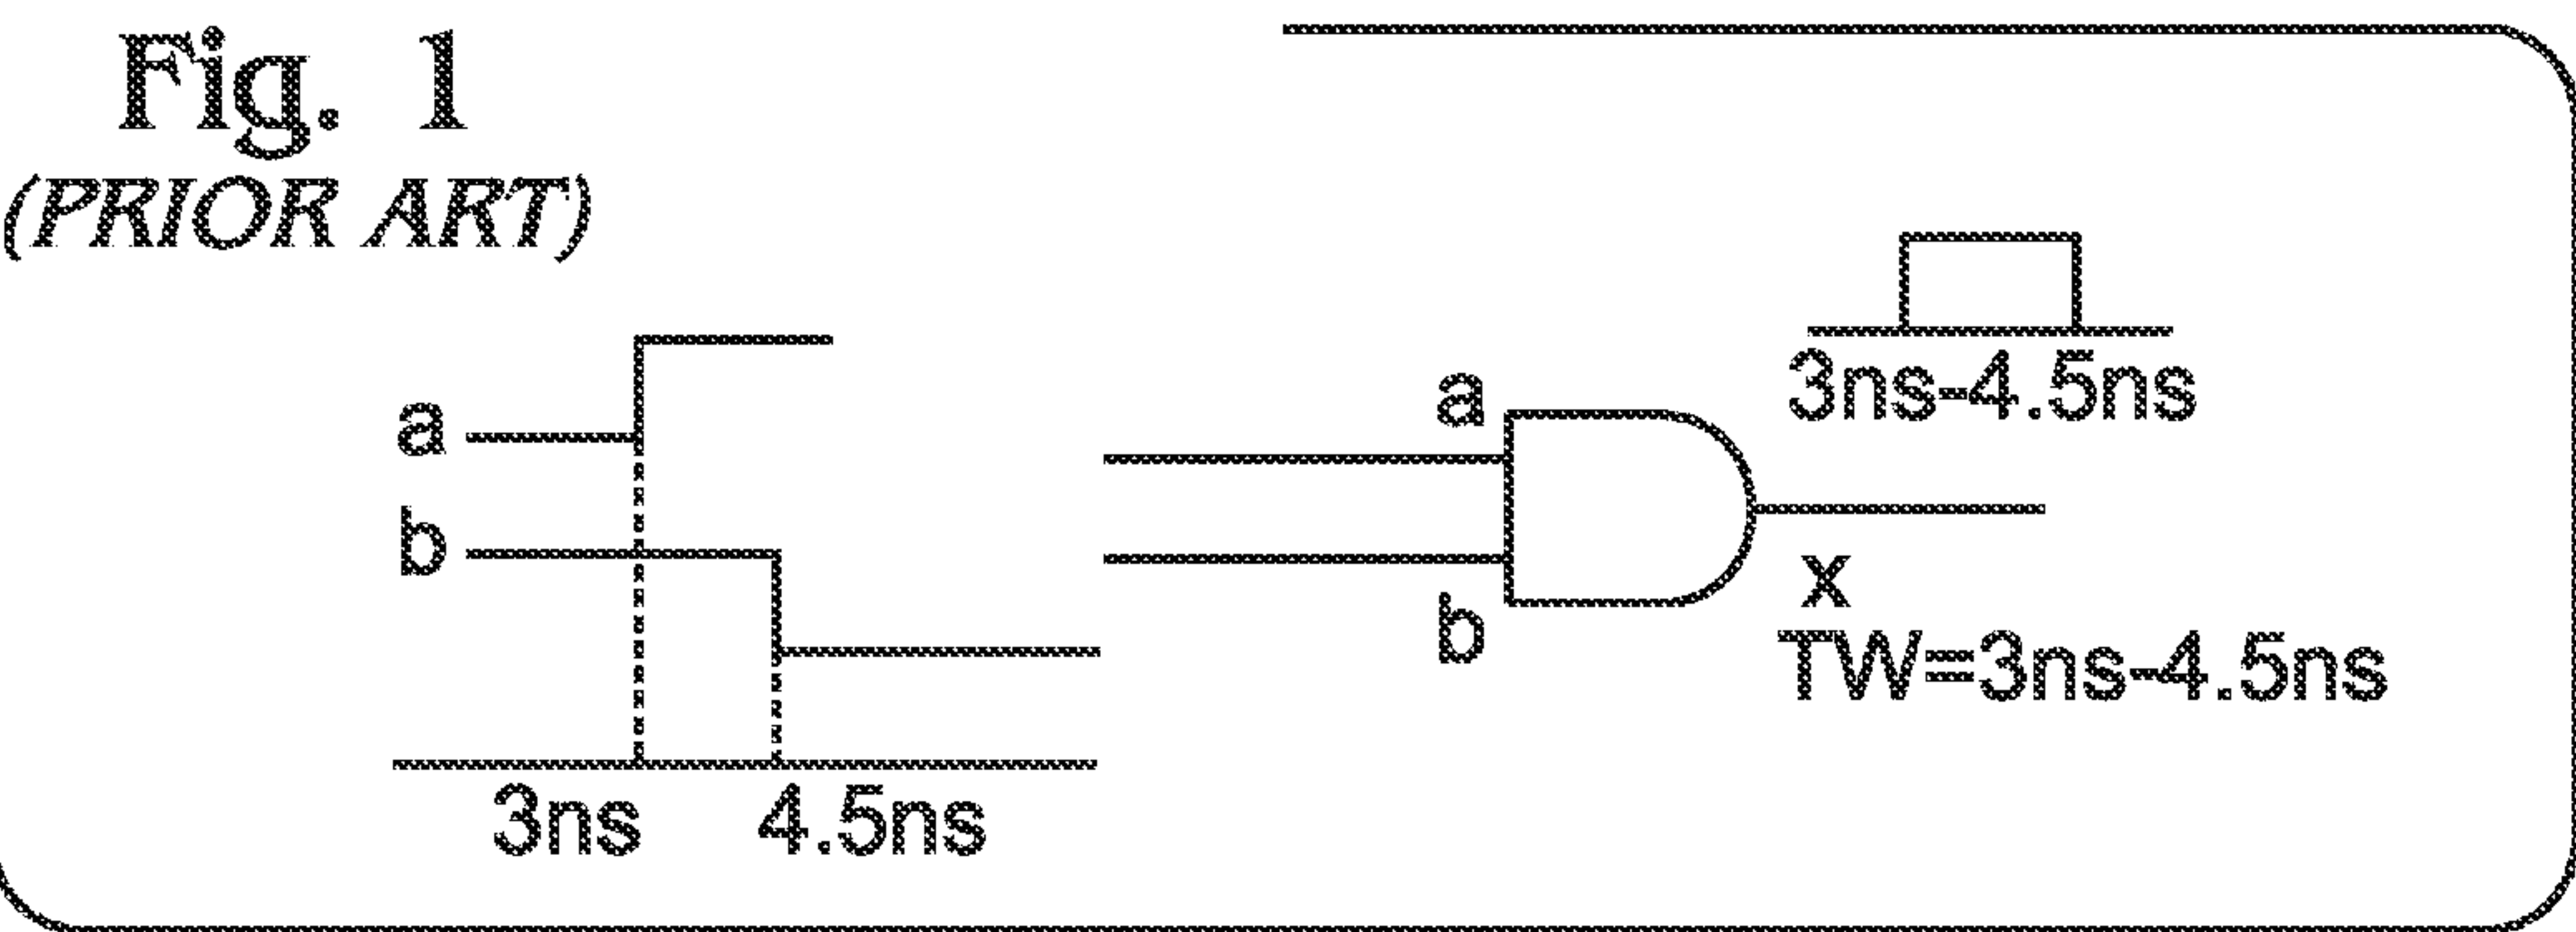 Fig. 1
(PRIOR ART)
a
b
3ns 4.5ns
a
b
3ns-4.5ns
x
TW=3ns-4.5ns